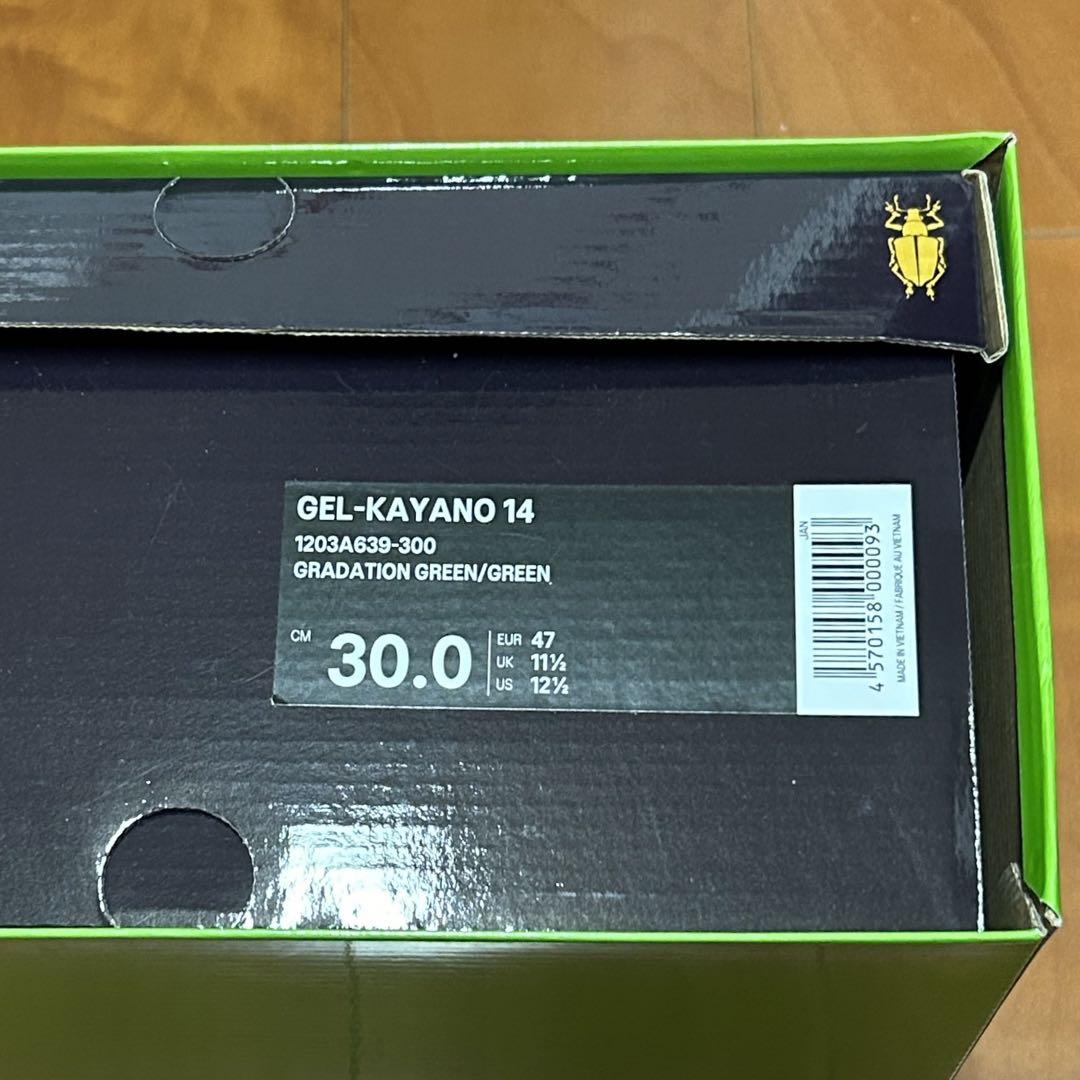 GEL-KAYANO 14
1203A639-300
GRADATION GREEN/GREEN
CM 30.0
EUR 47
UK 11½
US 12½
JAN
4 570158 000093
MADE IN VIETNAM / FABRIQUÉ AU VIETNAM